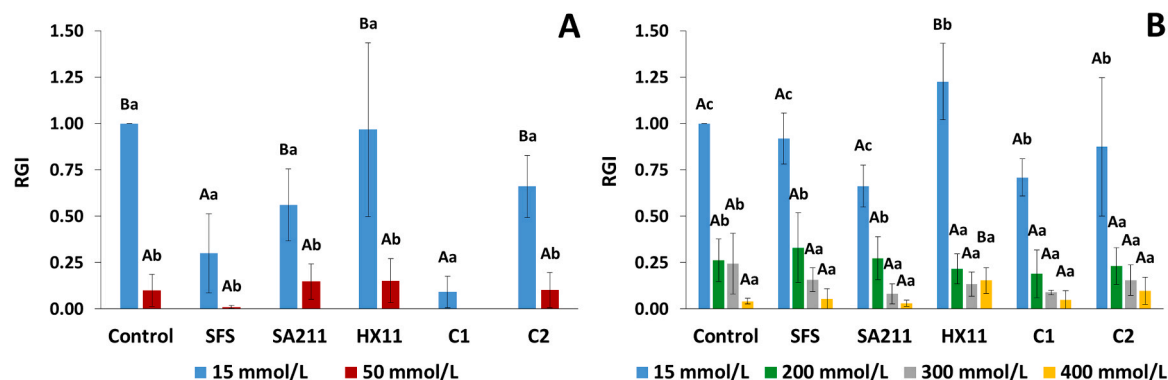 A
RGI
1.50
1.25
1.00
0.75
0.50
0.25
0.00
Ba
Ab
Aa
Ab
Ba
Ab
Ba
Ab
Aa
Ba
Ab
Control SFS SA211 HX11 C1 C2
15 mmol/L 50 mmol/L
B
RGI
1.50
1.25
1.00
0.75
0.50
0.25
0.00
Ac
Ab
Ab
Aa
Ab
Ab
Aa
Aa
Ac
Ab
Aa
Aa
Bb
Aa
Aa
Ba
Ab
Aa
Aa
Aa
Ab
Aa
Aa
Aa
Control SFS SA211 HX11 C1 C2
15 mmol/L 200 mmol/L 300 mmol/L 400 mmol/L